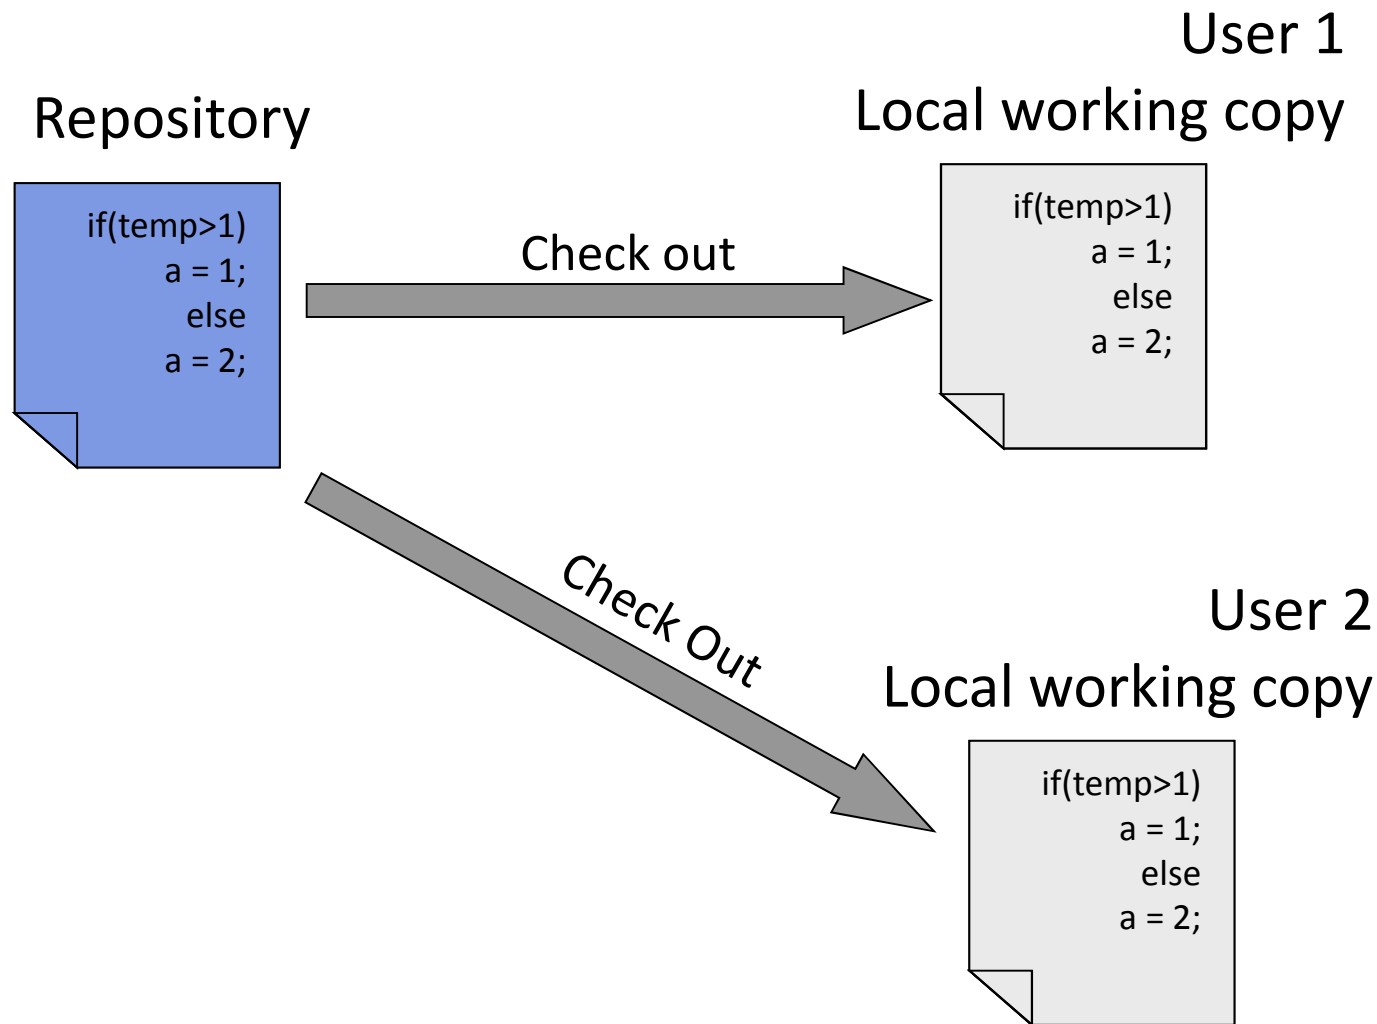 Repository
if(temp>1)
a = 1;
else
a = 2;
Check out
User 1
Local working copy
if(temp>1)
a = 1;
else
a = 2;
Check Out
User 2
Local working copy
if(temp>1)
a = 1;
else
a = 2;